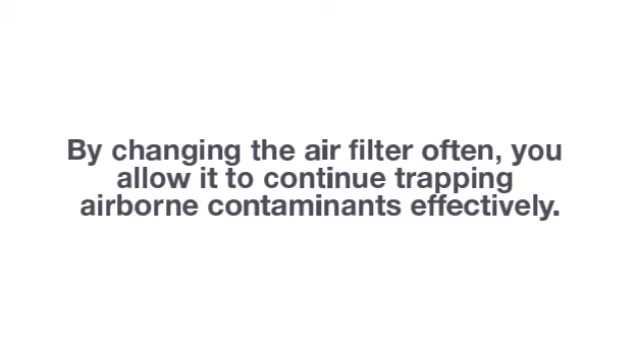 By changing the air filter often, you
allow it to continue trapping
airborne contaminants effectively.